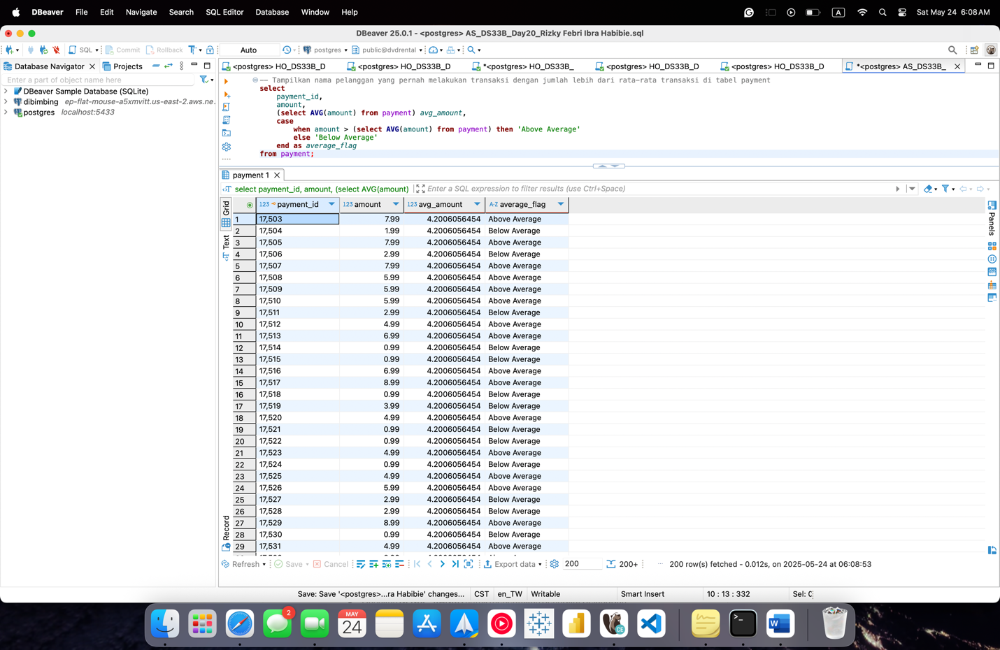 DBeaver File Edit Navigate Search SQL Editor Database Window Help A Sat May 24 6:08 AM
DBeaver 25.0.1 - <postgres> AS_DS33B_Day20_Rizky Febri Ibra Habibie.sql
SQL Commit Rollback T Auto postgres public@dvdrental
Database Navigator Projects <postgres> HO_DS33B_D <postgres> HO_DS33B_D *<postgres> HO_DS33B_ <postgres> HO_DS33B_D <postgres> HO_DS33B_D *<postgres> AS_DS33B_
Enter a part of object name here
DBeaver Sample Database (SQLite)
dibimbing ep-flat-mouse-a5xmvitt.us-east-2.aws.ne
postgres localhost:5433
-- Tampilkan nama pelanggan yang pernah melakukan transaksi dengan jumlah lebih dari rata-rata transaksi di tabel payment
select
payment_id,
amount,
(select AVG(amount) from payment) avg_amount,
case
when amount > (select AVG(amount) from payment) then 'Above Average'
else 'Below Average'
end as average_flag
from payment;
payment 1
select payment_id, amount, (select AVG(amount) Enter a SQL expression to filter results (use Ctrl+Space)
Grid
Text
Record
Panels
123 payment_id 123 amount 123 avg_amount A-Z average_flag
1 17,503 7.99 4.2006056454 Above Average
2 17,504 1.99 4.2006056454 Below Average
3 17,505 7.99 4.2006056454 Above Average
4 17,506 2.99 4.2006056454 Below Average
5 17,507 7.99 4.2006056454 Above Average
6 17,508 5.99 4.2006056454 Above Average
7 17,509 5.99 4.2006056454 Above Average
8 17,510 5.99 4.2006056454 Above Average
9 17,511 2.99 4.2006056454 Below Average
10 17,512 4.99 4.2006056454 Above Average
11 17,513 6.99 4.2006056454 Above Average
12 17,514 0.99 4.2006056454 Below Average
13 17,515 0.99 4.2006056454 Below Average
14 17,516 6.99 4.2006056454 Above Average
15 17,517 8.99 4.2006056454 Above Average
16 17,518 0.99 4.2006056454 Below Average
17 17,519 3.99 4.2006056454 Below Average
18 17,520 4.99 4.2006056454 Above Average
19 17,521 0.99 4.2006056454 Below Average
20 17,522 0.99 4.2006056454 Below Average
21 17,523 4.99 4.2006056454 Above Average
22 17,524 0.99 4.2006056454 Below Average
23 17,525 4.99 4.2006056454 Above Average
24 17,526 5.99 4.2006056454 Above Average
25 17,527 2.99 4.2006056454 Below Average
26 17,528 2.99 4.2006056454 Below Average
27 17,529 8.99 4.2006056454 Above Average
28 17,530 0.99 4.2006056454 Below Average
29 17,531 4.99 4.2006056454 Above Average
Refresh Save Cancel Export data 200 200+ 200 row(s) fetched - 0.012s, on 2025-05-24 at 06:08:53
Save: Save '<postgres>...ra Habibie' changes... CST en_TW Writable Smart Insert 10 : 13 : 332 Sel: 0
2
MAY
24
CE
>_
W